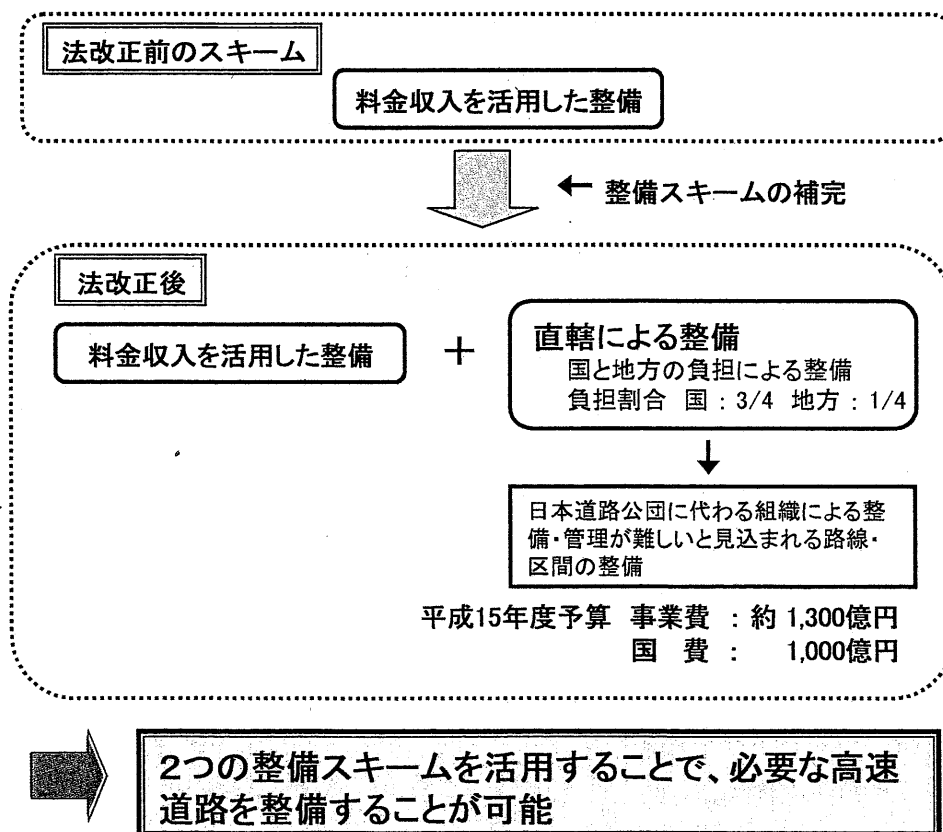 法改正前のスキーム
料金収入を活用した整備
← 整備スキームの補完
法改正後
料金収入を活用した整備
＋
直轄による整備
国と地方の負担による整備
負担割合 国：3/4 地方：1/4
日本道路公団に代わる組織による整
備・管理が難しいと見込まれる路線・
区間の整備
平成15年度予算 事業費 ：約 1,300億円
国 費 ： 1,000億円
2つの整備スキームを活用することで、必要な高速
道路を整備することが可能